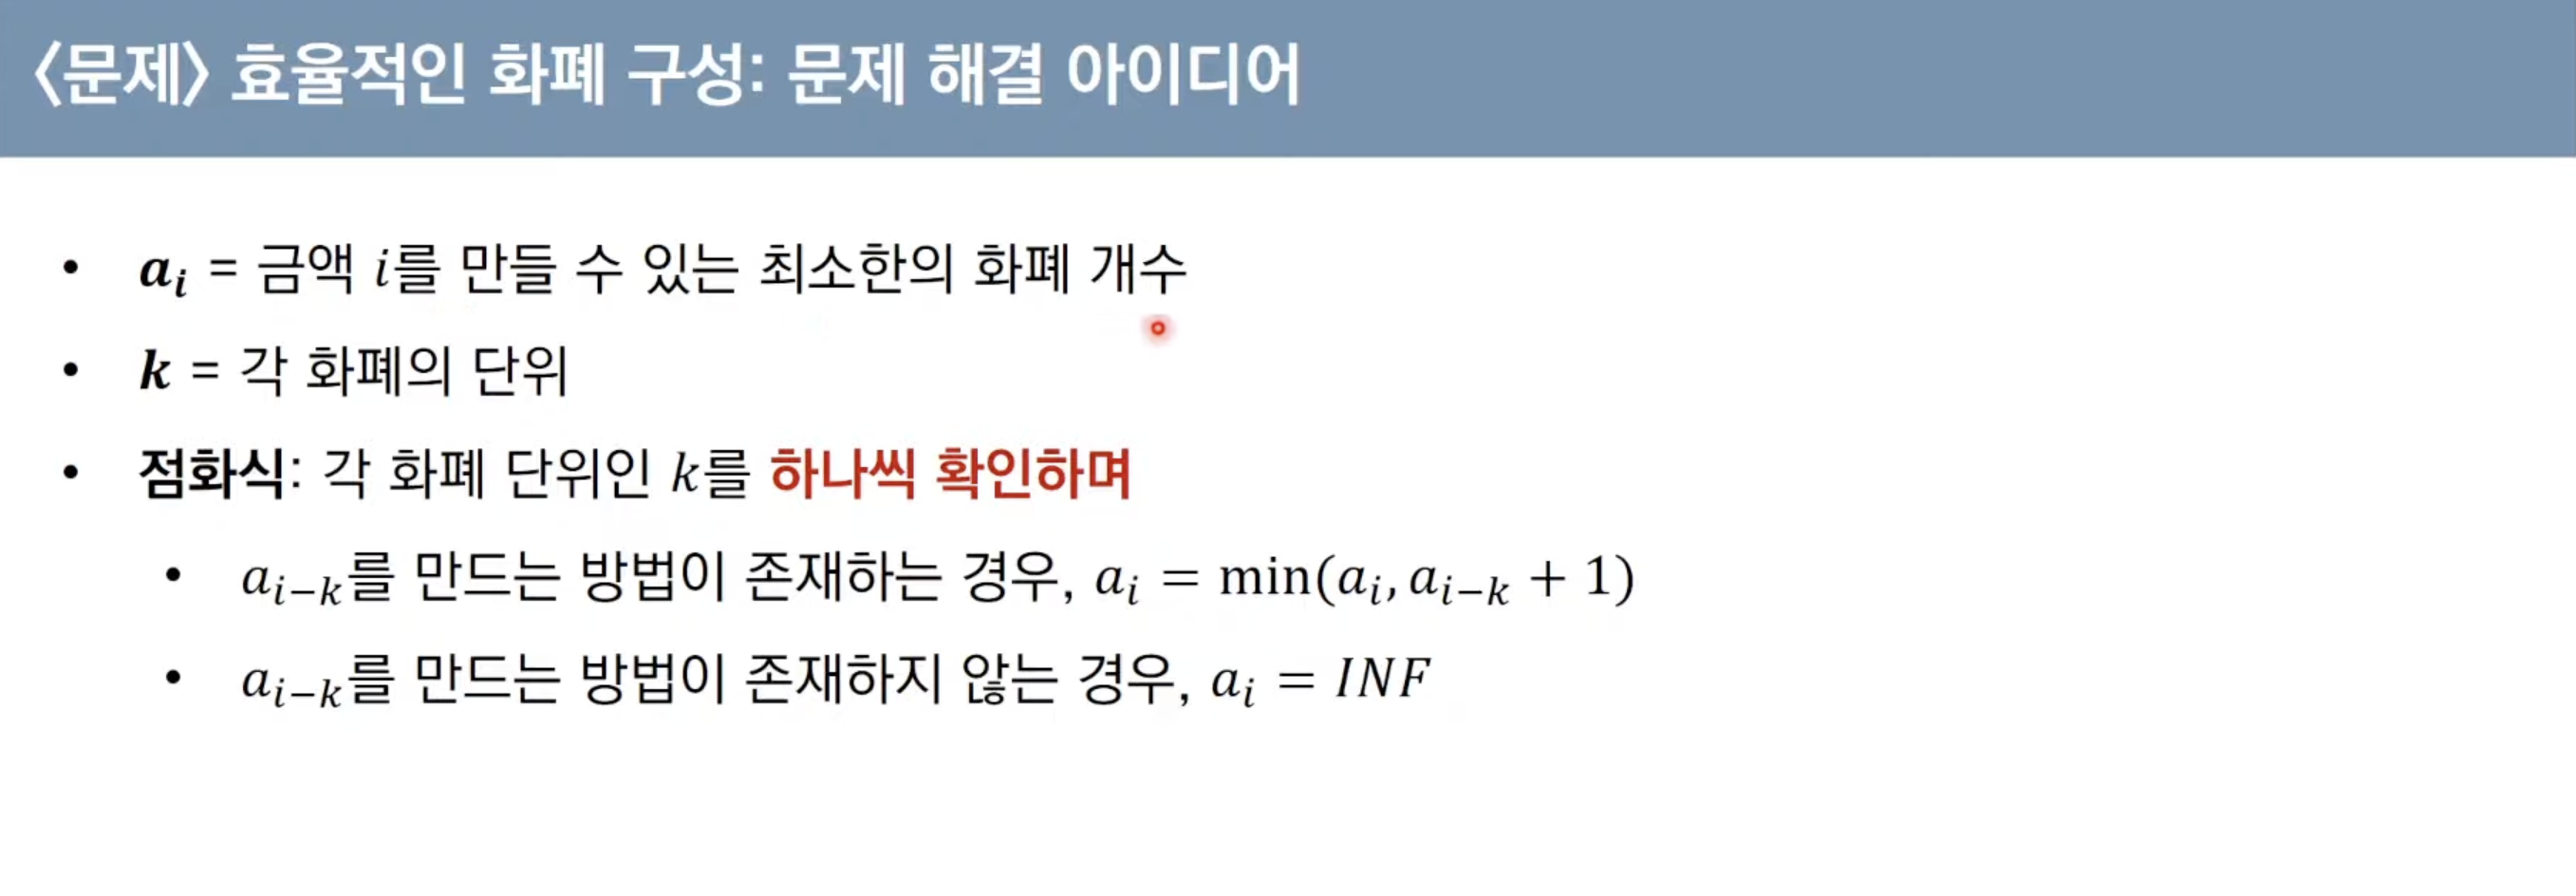 〈문제〉 효율적인 화폐 구성: 문제 해결 아이디어
• a_i = 금액 i를 만들 수 있는 최소한의 화폐 개수
• k = 각 화폐의 단위
• 점화식: 각 화폐 단위인 k를 하나씩 확인하며
• a_{i−k}를 만드는 방법이 존재하는 경우, a_i = min(a_i, a_{i−k} + 1)
• a_{i−k}를 만드는 방법이 존재하지 않는 경우, a_i = INF